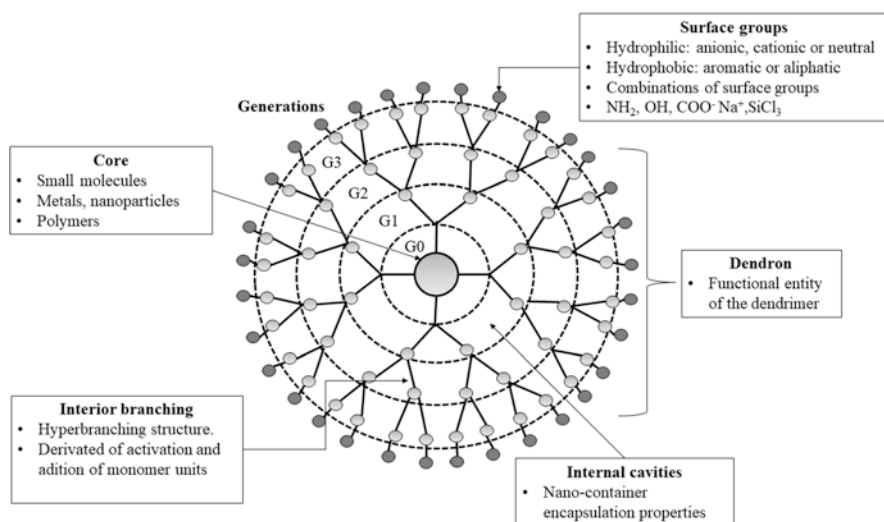 Surface groups
• Hydrophilic: anionic, cationic or neutral
• Hydrophobic: aromatic or aliphatic
• Combinations of surface groups
• NH₂, OH, COO⁻ Na⁺,SiCl₃
Generations
Core
• Small molecules
• Metals, nanoparticles
• Polymers
G3
G2
G1
G0
Dendron
• Functional entity
of the dendrimer
Interior branching
• Hyperbranching structure.
• Derivated of activation and
adition of monomer units
Internal cavities
• Nano-container
encapsulation properties